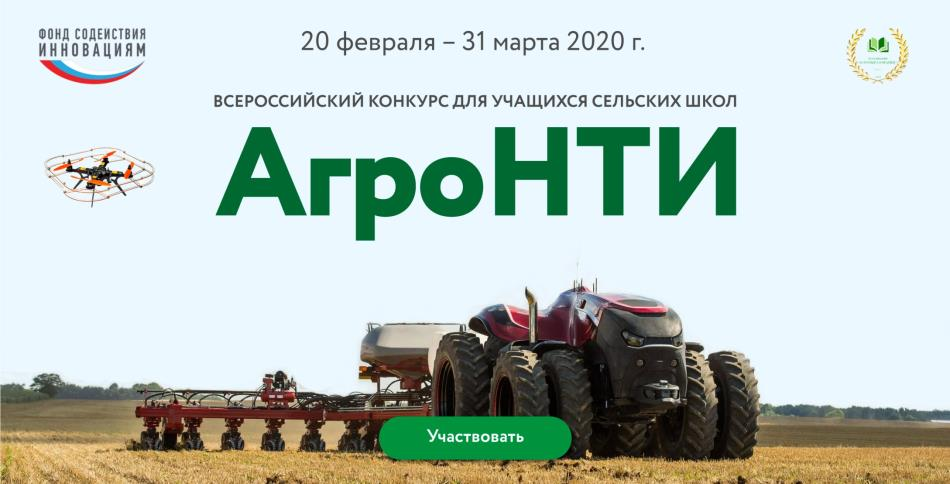 ФОНД СОДЕЙСТВИЯ
ИННОВАЦИЯМ
20 февраля – 31 марта 2020 г.
ВСЕРОССИЙСКИЙ КОНКУРС ДЛЯ УЧАЩИХСЯ СЕЛЬСКИХ ШКОЛ
АгроНТИ
Участвовать